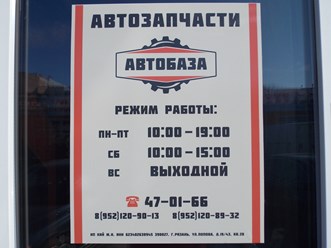 АВТОЗАПЧАСТИ
АВТОБАЗА
РЕЖИМ РАБОТЫ:
ПН-ПТ 10:00-19:00
СБ 10:00-15:00
ВС ВЫХОДНОЙ
☎ 47-01-66
8(952)120-90-13 8(952)120-89-32